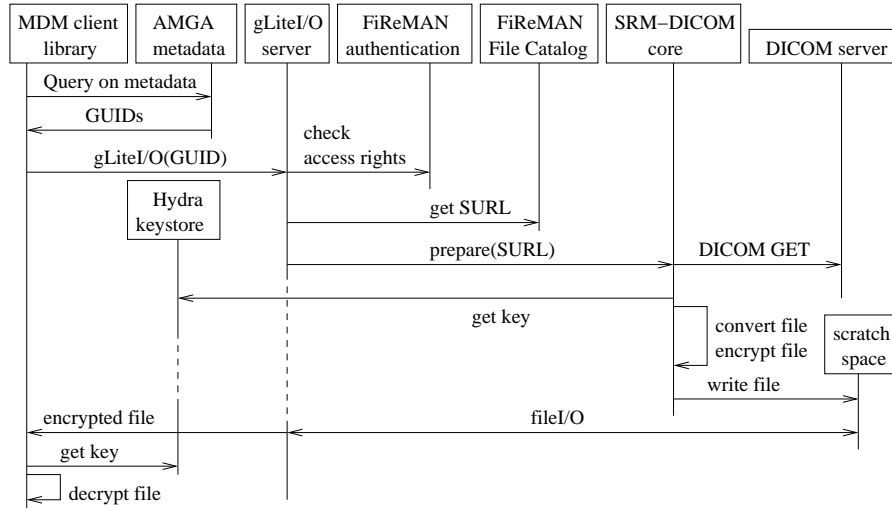 MDM client
library
AMGA
metadata
gLiteI/O
server
FiReMAN
authentication
FiReMAN
File Catalog
SRM–DICOM
core
DICOM server
Query on metadata
GUIDs
check
access rights
gLiteI/O(GUID)
Hydra
keystore
get SURL
prepare(SURL)
DICOM GET
get key
convert file
encrypt file
scratch
space
write file
encrypted file
fileI/O
get key
decrypt file